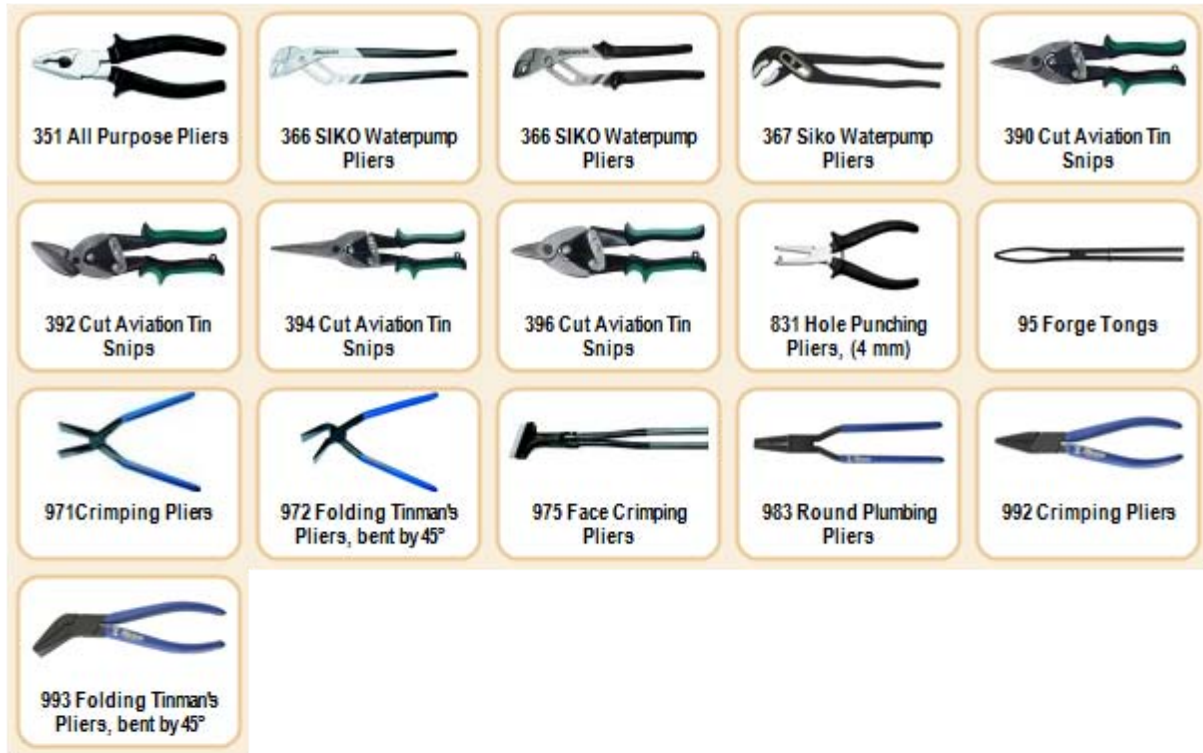 351 All Purpose Pliers
366 SIKO Waterpump
Pliers
366 SIKO Waterpump
Pliers
367 Siko Waterpump
Pliers
390 Cut Aviation Tin
Snips
392 Cut Aviation Tin
Snips
394 Cut Aviation Tin
Snips
396 Cut Aviation Tin
Snips
831 Hole Punching
Pliers, (4 mm)
95 Forge Tongs
971Crimping Pliers
972 Folding Tinman's
Pliers, bent by 45°
975 Face Crimping
Pliers
983 Round Plumbing
Pliers
992 Crimping Pliers
993 Folding Tinman's
Pliers, bent by 45°